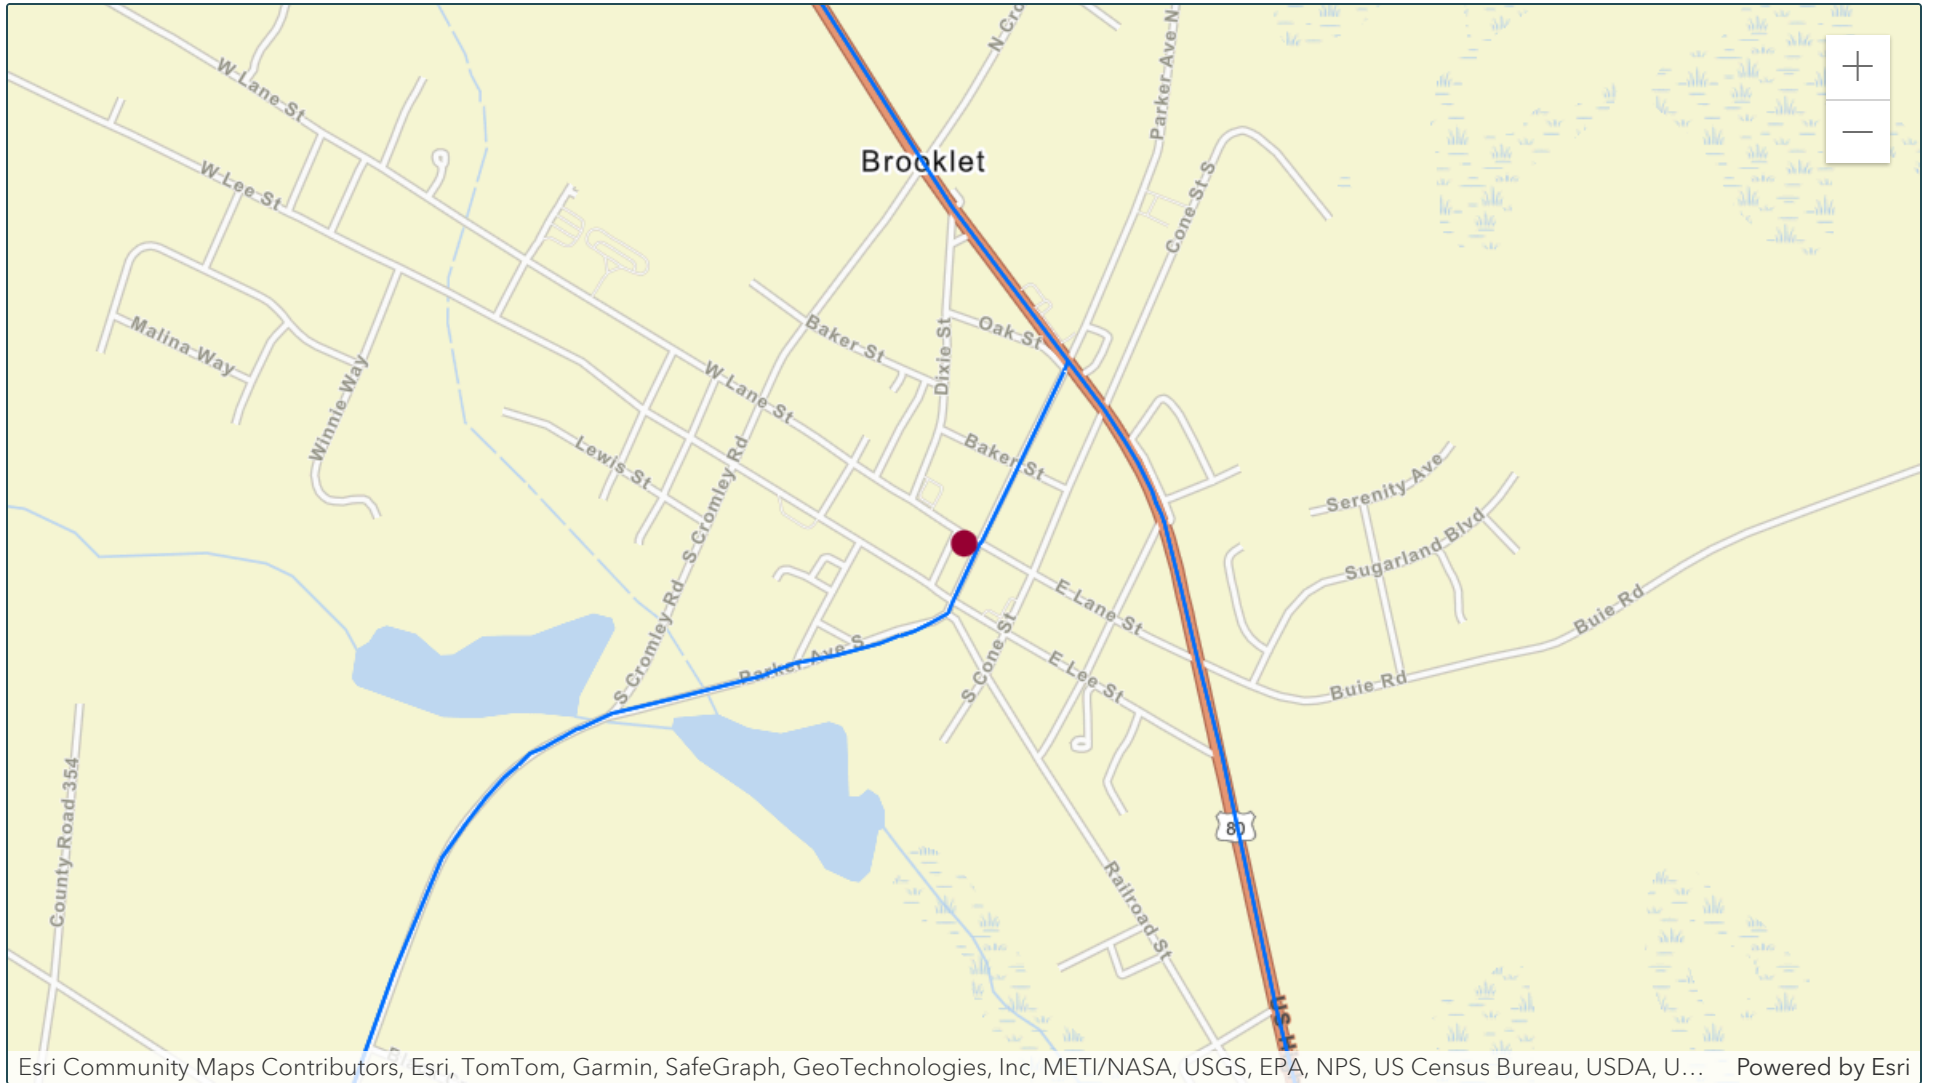 N Cro
Parker Ave N
W Lane St
Brooklet
W Lee St
Cone St S
Malina Way
Baker St
Oak St
Dixie St
Winnie Way
W Lane St
Lewis St
Baker St
S Cromley Rd
Serenity Ave
Sugarland Blvd
S Cromley Rd
E Lane St
Buie Rd
Parker Ave S
S Cone St
E Lee St
Buie Rd
County Road 354
80
Railroad St
US H
Esri Community Maps Contributors, Esri, TomTom, Garmin, SafeGraph, GeoTechnologies, Inc, METI/NASA, USGS, EPA, NPS, US Census Bureau, USDA, U...
Powered by Esri